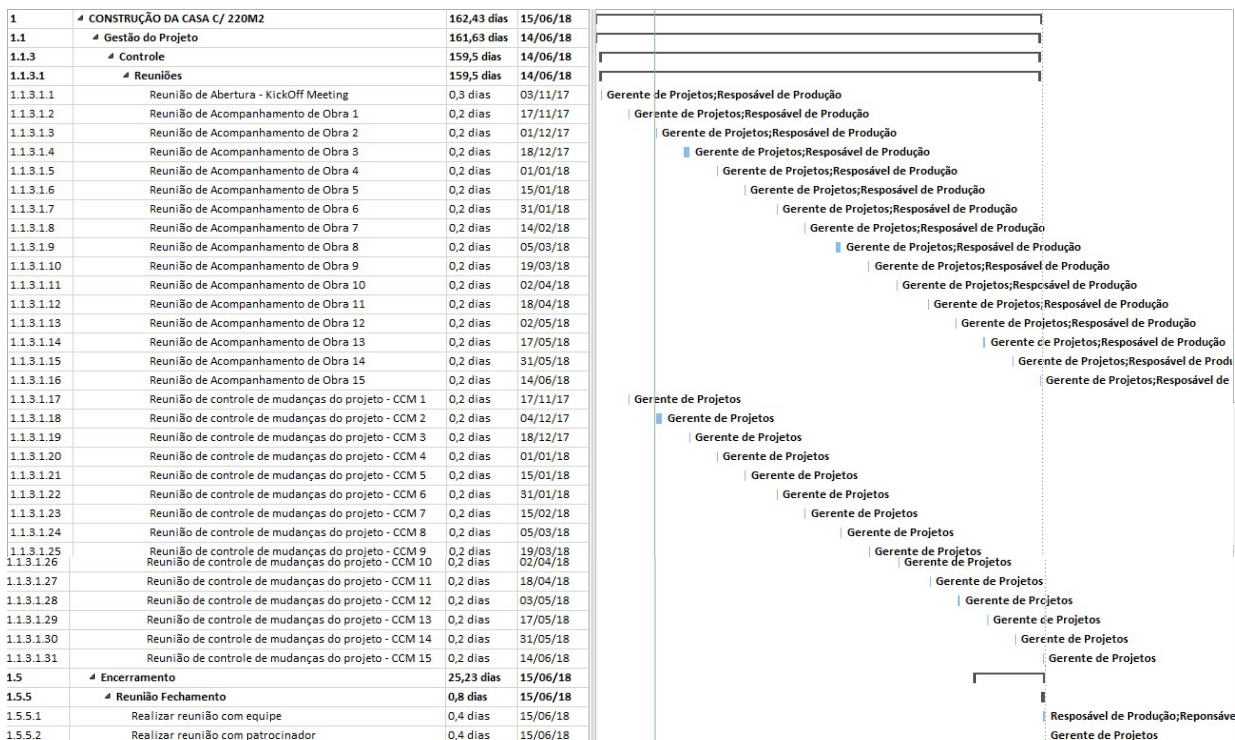 1 CONSTRUÇÃO DA CASA C/ 220M2 162,43 dias 15/06/18
1.1 Gestão do Projeto 161,63 dias 14/06/18
1.1.3 Controle 159,5 dias 14/06/18
1.1.3.1 Reuniões 159,5 dias 14/06/18
1.1.3.1.1 Reunião de Abertura - KickOff Meeting 0,3 dias 03/11/17 Gerente de Projetos;Resposável de Produção
1.1.3.1.2 Reunião de Acompanhamento de Obra 1 0,2 dias 17/11/17 Gerente de Projetos;Resposável de Produção
1.1.3.1.3 Reunião de Acompanhamento de Obra 2 0,2 dias 01/12/17 Gerente de Projetos;Resposável de Produção
1.1.3.1.4 Reunião de Acompanhamento de Obra 3 0,2 dias 18/12/17 Gerente de Projetos;Resposável de Produção
1.1.3.1.5 Reunião de Acompanhamento de Obra 4 0,2 dias 01/01/18 Gerente de Projetos;Resposável de Produção
1.1.3.1.6 Reunião de Acompanhamento de Obra 5 0,2 dias 15/01/18 Gerente de Projetos;Resposável de Produção
1.1.3.1.7 Reunião de Acompanhamento de Obra 6 0,2 dias 31/01/18 Gerente de Projetos;Resposável de Produção
1.1.3.1.8 Reunião de Acompanhamento de Obra 7 0,2 dias 14/02/18 Gerente de Projetos;Resposável de Produção
1.1.3.1.9 Reunião de Acompanhamento de Obra 8 0,2 dias 05/03/18 Gerente de Projetos;Resposável de Produção
1.1.3.1.10 Reunião de Acompanhamento de Obra 9 0,2 dias 19/03/18 Gerente de Projetos;Resposável de Produção
1.1.3.1.11 Reunião de Acompanhamento de Obra 10 0,2 dias 02/04/18 Gerente de Projetos;Resposável de Produção
1.1.3.1.12 Reunião de Acompanhamento de Obra 11 0,2 dias 18/04/18 Gerente de Projetos;Resposável de Produção
1.1.3.1.13 Reunião de Acompanhamento de Obra 12 0,2 dias 02/05/18 Gerente de Projetos;Resposável de Produção
1.1.3.1.14 Reunião de Acompanhamento de Obra 13 0,2 dias 17/05/18 Gerente de Projetos;Resposável de Produção
1.1.3.1.15 Reunião de Acompanhamento de Obra 14 0,2 dias 31/05/18 Gerente de Projetos;Resposável de Produ
1.1.3.1.16 Reunião de Acompanhamento de Obra 15 0,2 dias 14/06/18 Gerente de Projetos;Resposável de
1.1.3.1.17 Reunião de controle de mudanças do projeto - CCM 1 0,2 dias 17/11/17 Gerente de Projetos
1.1.3.1.18 Reunião de controle de mudanças do projeto - CCM 2 0,2 dias 04/12/17 Gerente de Projetos
1.1.3.1.19 Reunião de controle de mudanças do projeto - CCM 3 0,2 dias 18/12/17 Gerente de Projetos
1.1.3.1.20 Reunião de controle de mudanças do projeto - CCM 4 0,2 dias 01/01/18 Gerente de Projetos
1.1.3.1.21 Reunião de controle de mudanças do projeto - CCM 5 0,2 dias 15/01/18 Gerente de Projetos
1.1.3.1.22 Reunião de controle de mudanças do projeto - CCM 6 0,2 dias 31/01/18 Gerente de Projetos
1.1.3.1.23 Reunião de controle de mudanças do projeto - CCM 7 0,2 dias 15/02/18 Gerente de Projetos
1.1.3.1.24 Reunião de controle de mudanças do projeto - CCM 8 0,2 dias 05/03/18 Gerente de Projetos
1.1.3.1.25 Reunião de controle de mudanças do projeto - CCM 9 0,2 dias 19/03/18 Gerente de Projetos
1.1.3.1.26 Reunião de controle de mudanças do projeto - CCM 10 0,2 dias 02/04/18 Gerente de Projetos
1.1.3.1.27 Reunião de controle de mudanças do projeto - CCM 11 0,2 dias 18/04/18 Gerente de Projetos
1.1.3.1.28 Reunião de controle de mudanças do projeto - CCM 12 0,2 dias 03/05/18 Gerente de Projetos
1.1.3.1.29 Reunião de controle de mudanças do projeto - CCM 13 0,2 dias 17/05/18 Gerente de Projetos
1.1.3.1.30 Reunião de controle de mudanças do projeto - CCM 14 0,2 dias 31/05/18 Gerente de Projetos
1.1.3.1.31 Reunião de controle de mudanças do projeto - CCM 15 0,2 dias 14/06/18 Gerente de Projetos
1.5 Encerramento 25,23 dias 15/06/18
1.5.5 Reunião Fechamento 0,8 dias 15/06/18
1.5.5.1 Realizar reunião com equipe 0,4 dias 15/06/18 Resposável de Produção;Reponsáve
1.5.5.2 Realizar reunião com patrocinador 0,4 dias 15/06/18 Gerente de Projetos